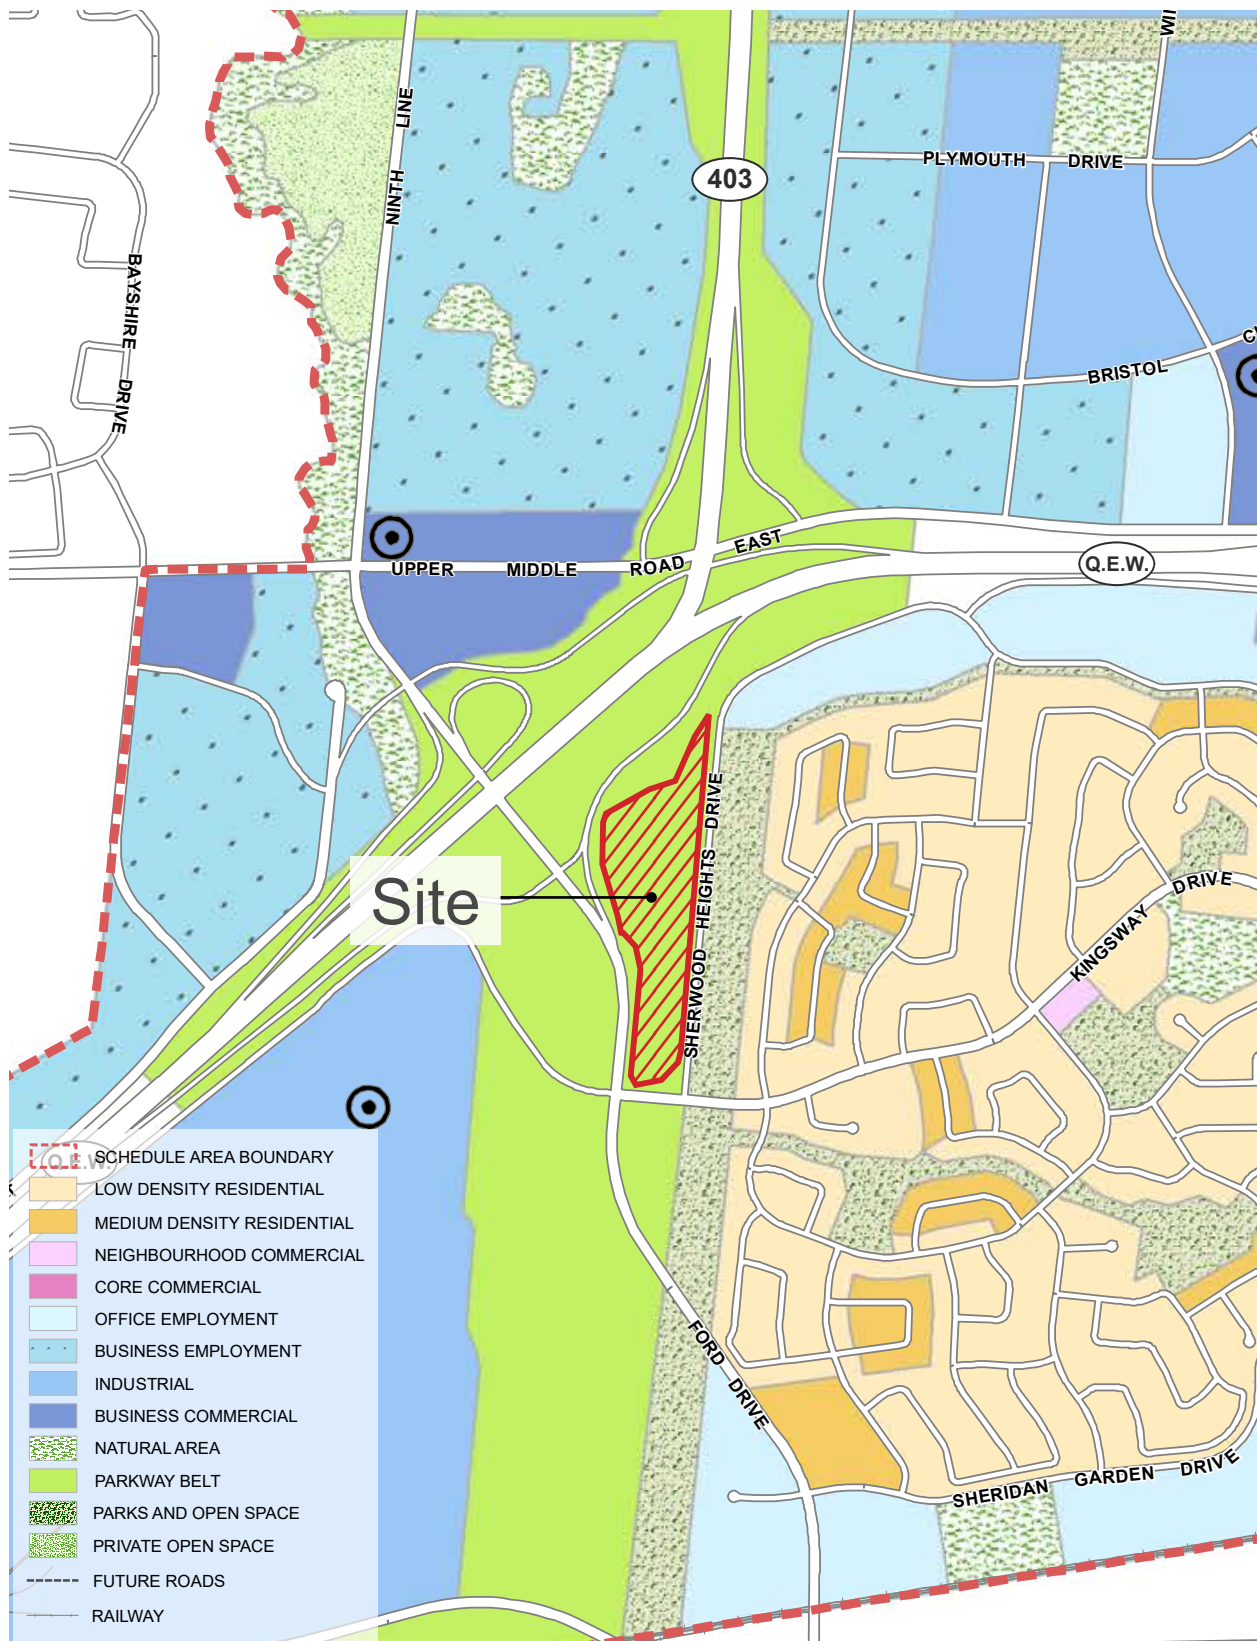 WI
NINTH LINE
403
PLYMOUTH DRIVE
BAYSHIRE DRIVE
BRISTOL
UPPER MIDDLE ROAD EAST
Q.E.W.
SHERWOOD HEIGHTS DRIVE
Site
KINGSWAY DRIVE
FORD DRIVE
SHERIDAN GARDEN DRIVE
Q.E.W.
SCHEDULE AREA BOUNDARY
LOW DENSITY RESIDENTIAL
MEDIUM DENSITY RESIDENTIAL
NEIGHBOURHOOD COMMERCIAL
CORE COMMERCIAL
OFFICE EMPLOYMENT
BUSINESS EMPLOYMENT
INDUSTRIAL
BUSINESS COMMERCIAL
NATURAL AREA
PARKWAY BELT
PARKS AND OPEN SPACE
PRIVATE OPEN SPACE
FUTURE ROADS
RAILWAY